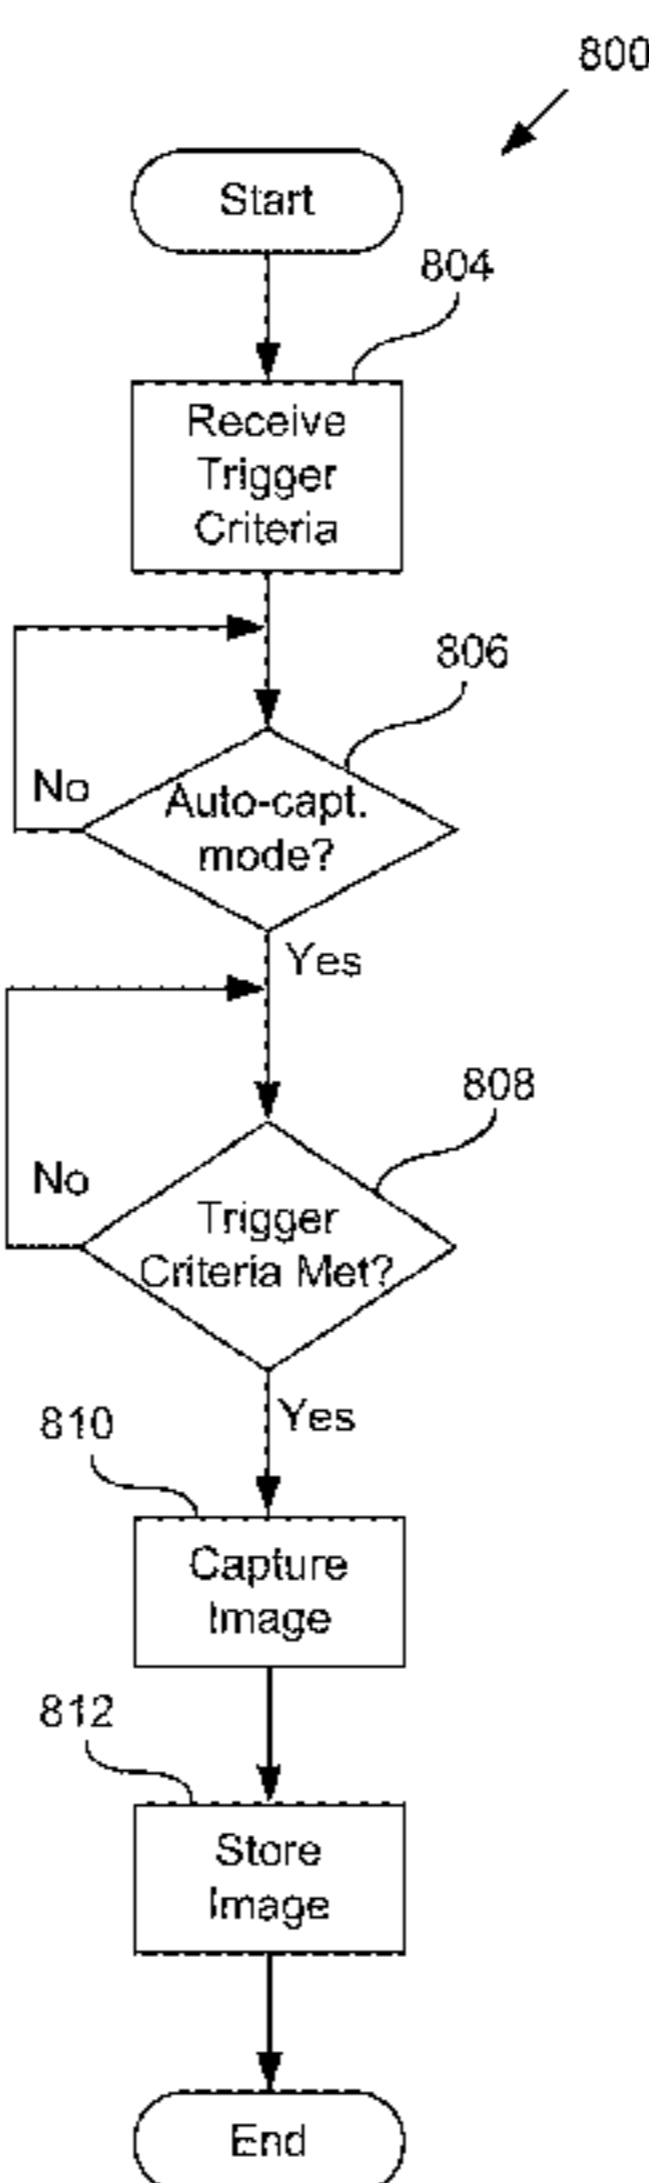 800
Start
804
Receive
Trigger
Criteria
806
No
Auto-capt.
mode?
Yes
808
No
Trigger
Criteria Met?
810
Yes
Capture
Image
812
Store
Image
End